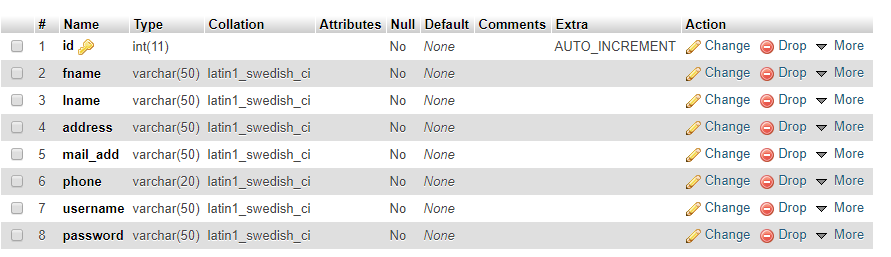 # Name Type Collation Attributes Null Default Comments Extra Action
1 id int(11) No None AUTO_INCREMENT Change Drop More
2 fname varchar(50) latin1_swedish_ci No None Change Drop More
3 lname varchar(50) latin1_swedish_ci No None Change Drop More
4 address varchar(50) latin1_swedish_ci No None Change Drop More
5 mail_add varchar(50) latin1_swedish_ci No None Change Drop More
6 phone varchar(20) latin1_swedish_ci No None Change Drop More
7 username varchar(50) latin1_swedish_ci No None Change Drop More
8 password varchar(50) latin1_swedish_ci No None Change Drop More